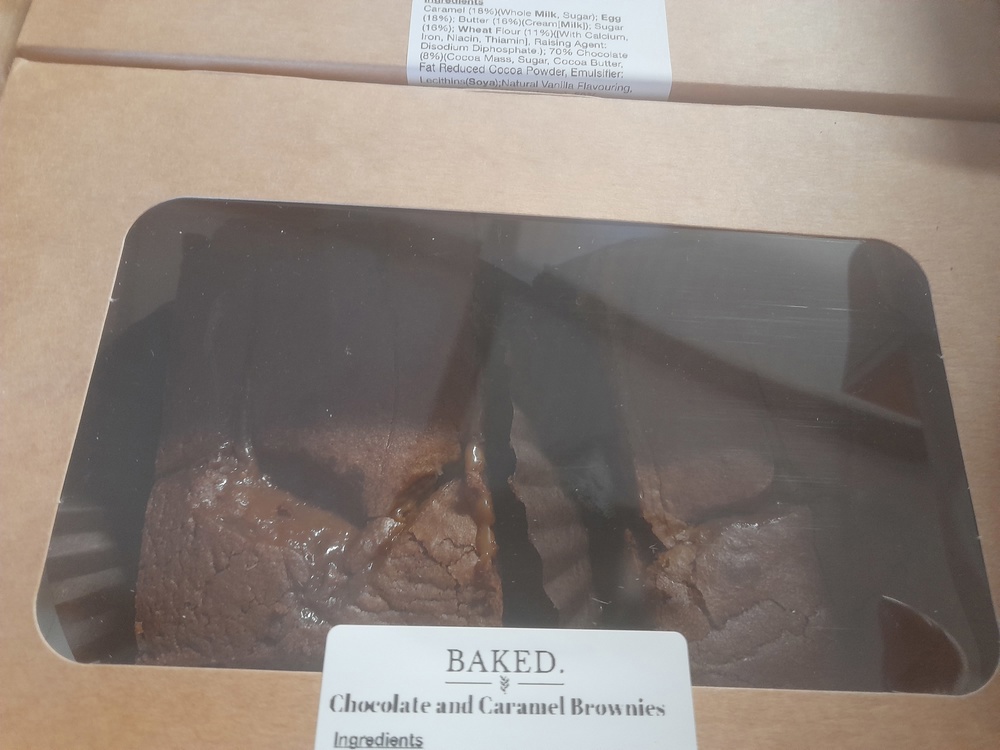 Ingredients
Caramel (18%)(Whole Milk, Sugar); Egg
(18%); Butter (16%)(Cream[Milk]); Sugar
(16%); Wheat Flour (11%)([With Calcium,
Iron, Niacin, Thiamin], Raising Agent:
Disodium Diphosphate.); 70% Chocolate
(8%)(Cocoa Mass, Sugar, Cocoa Butter,
Fat Reduced Cocoa Powder, Emulsifier:
Lecithins(Soya);Natural Vanilla Flavouring,
BAKED.
Chocolate and Caramel Brownies
Ingredients